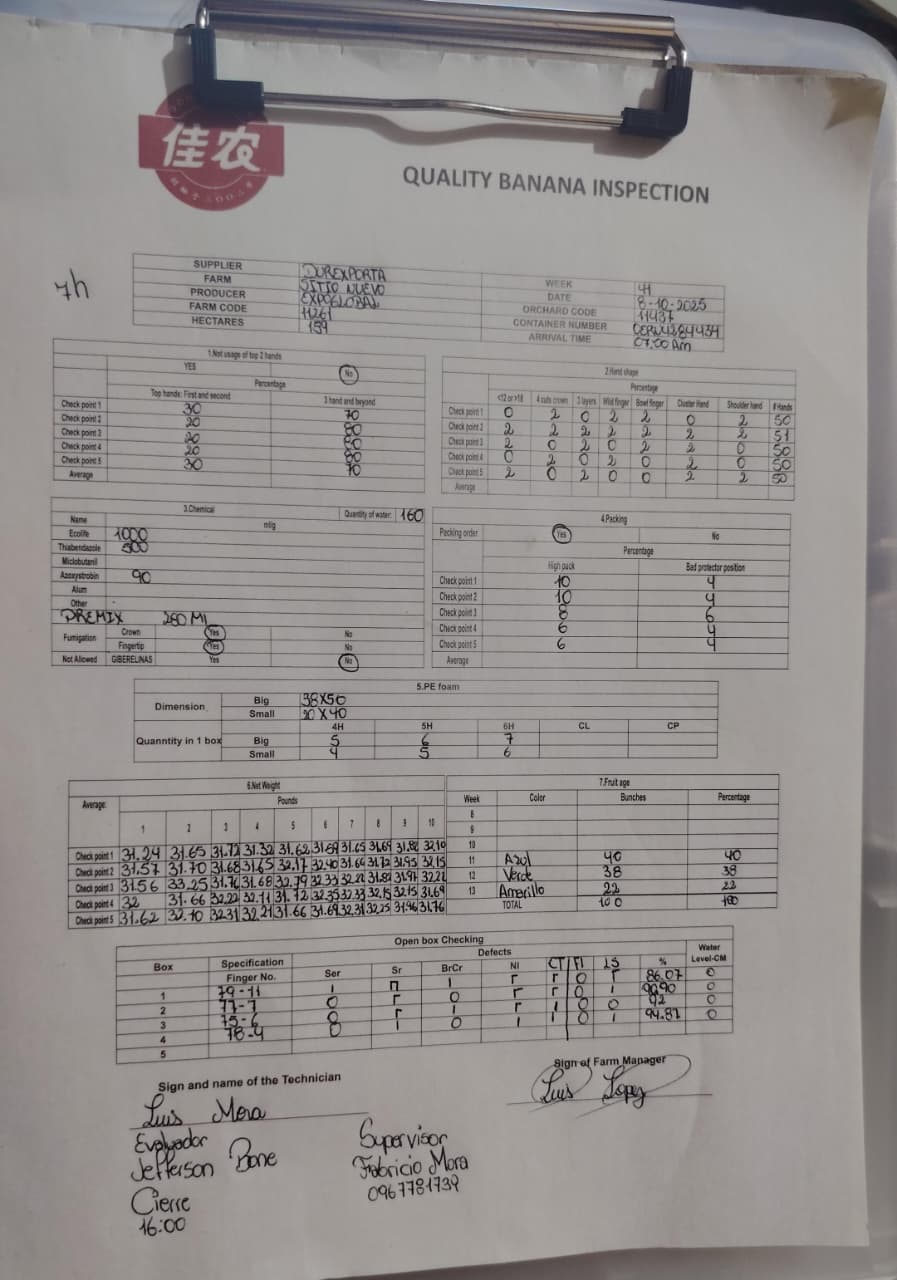 佳农
QUALITY BANANA INSPECTION
7h
SUPPLIER DUREXPORTA
FARM SITIO NUEVO
PRODUCER EXPOGLOBAL
FARM CODE 11261
HECTARES 159
WEEK 41
DATE 8-10-2025
ORCHARD CODE 11437
CONTAINER NUMBER
ARRIVAL TIME 07:00 Am
1.Not usage of top 2 hands
YES No
Percentage
Top hands: First and second 3 hand and beyond
Check point 1 30 70
Check point 2 20 80
Check point 3 20 80
Check point 4 20 80
Check point 5 30 70
Average
2.Hand shape
Percentage
<12 or >18 4 cuts crown 3 layers Wild finger Bowl finger Cluster Hand Shoulder hand # Hands
Check point 1 0 2 0 2 2 0 2 50
Check point 2 2 2 2 2 2 2 2 51
Check point 3 2 0 2 0 2 2 0 50
Check point 4 0 2 0 2 0 2 0 50
Check point 5 2 0 2 0 0 2 2 50
Average
3.Chemical Quantity of water: 160
Name mg
Ecolife 1000
Thiabendazole 500
Miclobutanil
Azoxystrobin 90
Alum
Other
PREMIX 280 Ml
Fumigation Crown Yes No
Fingertip Yes No
Not Allowed GIBERELINAS Yes No
4.Packing
Packing order Yes No
Percentage
High pack Bad protector position
Check point 1 10 4
Check point 2 10 4
Check point 3 8 6
Check point 4 6 4
Check point 5 6 4
Average
5.PE foam
Dimension Big 38X50
Small 20 X 40
4H 5H 6H CL CP
Quanntity in 1 box Big 5 6 7
Small 4 5 6
6.Net Weight
Average: Pounds
1 2 3 4 5 6 7 8 9 10
Check point 1 31.24 31.65 31.72 31.32 31.62 31.69 31.65 31.69 31.82 32.10
Check point 2 31.57 31.70 31.68 31.65 32.17 32.40 31.66 31.72 31.95 32.15
Check point 3 31.56 33.25 31.76 31.68 32.79 32.33 32.22 31.82 31.97 32.22
Check point 4 32 31.66 32.22 32.11 31.72 32.35 32.33 32.15 32.15 31.69
Check point 5 31.62 32.10 32.31 32.21 31.66 31.69 32.31 32.25 31.96 31.76
7.Fruit age
Week Color Bunches Percentage
8
9
10
11 Azul 40 40
12 Verde 38 38
13 Amarillo 22 22
TOTAL 100 100
Open box Checking
Box Specification Defects Water
Finger No. Ser Sr BrCr NI CT FI LS % Level-CM
1 79-11 1 1 0 86.07 0
2 77-7 0 0 0 1 90.90 0
3 75-6 0 1 1 0 0 92 0
4 78-4 0 1 0 1 1 0 1 94.87 0
5
Sign and name of the Technician
Luis Mora
Sign of Farm Manager
Luis Lopez
Evaluador
Jefferson Bone
Supervisor
Fabricio Mora
0967781739
Cierre
16:00